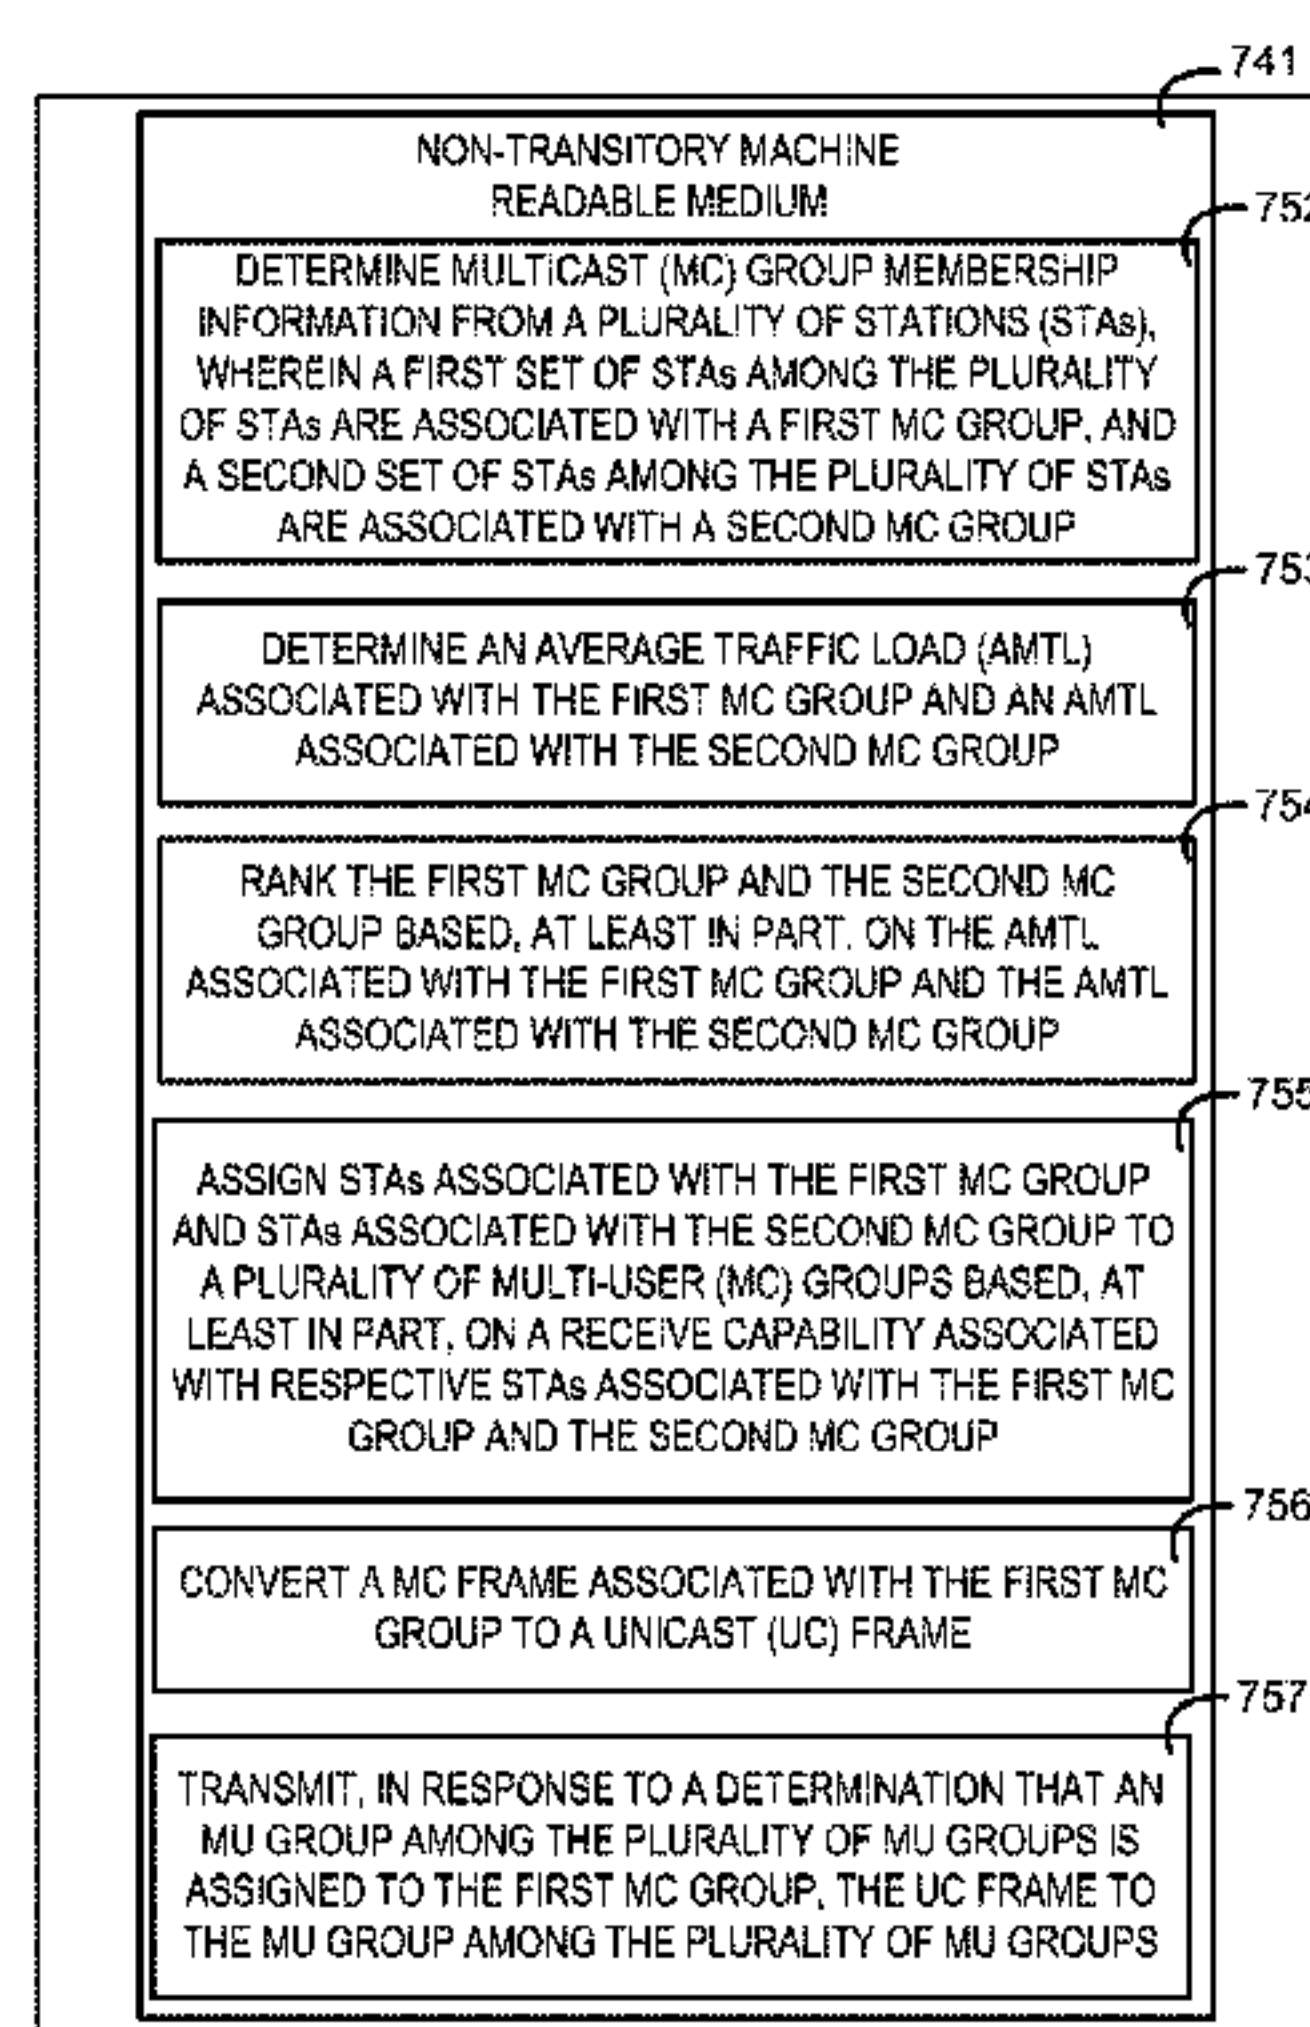 741
NON-TRANSITORY MACHINE
READABLE MEDIUM
752
DETERMINE MULTICAST (MC) GROUP MEMBERSHIP
INFORMATION FROM A PLURALITY OF STATIONS (STAs),
WHEREIN A FIRST SET OF STAs AMONG THE PLURALITY
OF STAs ARE ASSOCIATED WITH A FIRST MC GROUP, AND
A SECOND SET OF STAs AMONG THE PLURALITY OF STAs
ARE ASSOCIATED WITH A SECOND MC GROUP
753
DETERMINE AN AVERAGE TRAFFIC LOAD (AMTL)
ASSOCIATED WITH THE FIRST MC GROUP AND AN AMTL
ASSOCIATED WITH THE SECOND MC GROUP
754
RANK THE FIRST MC GROUP AND THE SECOND MC
GROUP BASED, AT LEAST IN PART, ON THE AMTL
ASSOCIATED WITH THE FIRST MC GROUP AND THE AMTL
ASSOCIATED WITH THE SECOND MC GROUP
755
ASSIGN STAs ASSOCIATED WITH THE FIRST MC GROUP
AND STAs ASSOCIATED WITH THE SECOND MC GROUP TO
A PLURALITY OF MULTI-USER (MC) GROUPS BASED, AT
LEAST IN PART, ON A RECEIVE CAPABILITY ASSOCIATED
WITH RESPECTIVE STAs ASSOCIATED WITH THE FIRST MC
GROUP AND THE SECOND MC GROUP
756
CONVERT A MC FRAME ASSOCIATED WITH THE FIRST MC
GROUP TO A UNICAST (UC) FRAME
757
TRANSMIT, IN RESPONSE TO A DETERMINATION THAT AN
MU GROUP AMONG THE PLURALITY OF MU GROUPS IS
ASSIGNED TO THE FIRST MC GROUP, THE UC FRAME TO
THE MU GROUP AMONG THE PLURALITY OF MU GROUPS